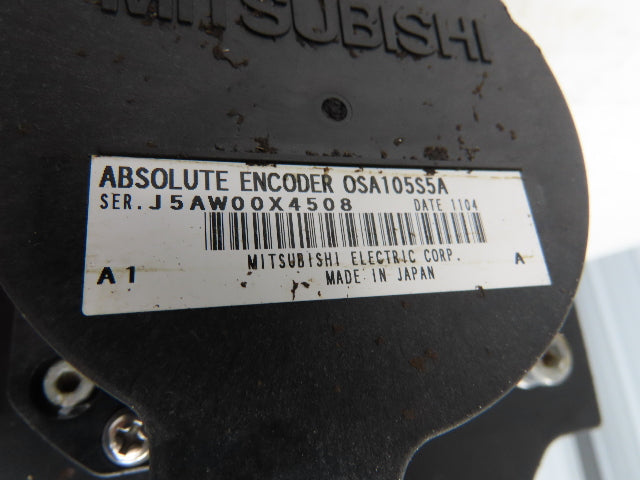 MITSUBISHI
ABSOLUTE ENCODER OSA105S5A
SER. J5AW00X4508 DATE 1104
MITSUBISHI ELECTRIC CORP.
A1 MADE IN JAPAN A